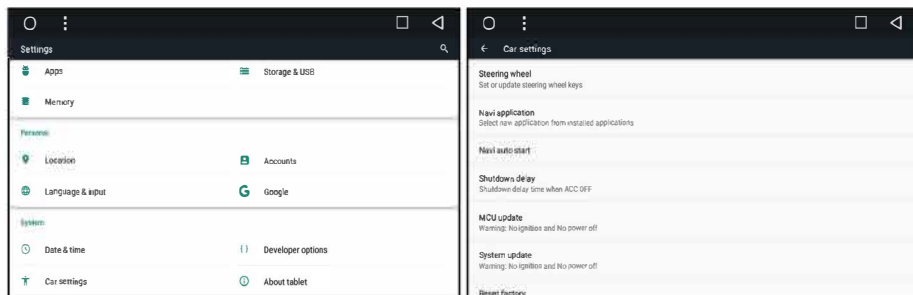 Settings
Apps
Storage & USB
Memory
Personal
Location
Accounts
Language & input
Google
System
Date & time
Developer options
Car settings
About tablet
Car settings
Steering wheel
Set or update steering wheel keys
Navi application
Select navi application from installed applications
Navi auto start
Shutdown delay
Shutdown delay time when ACC OFF
MCU update
Warning: No ignition and No power off
System update
Warning: No ignition and No power off
Reset factory